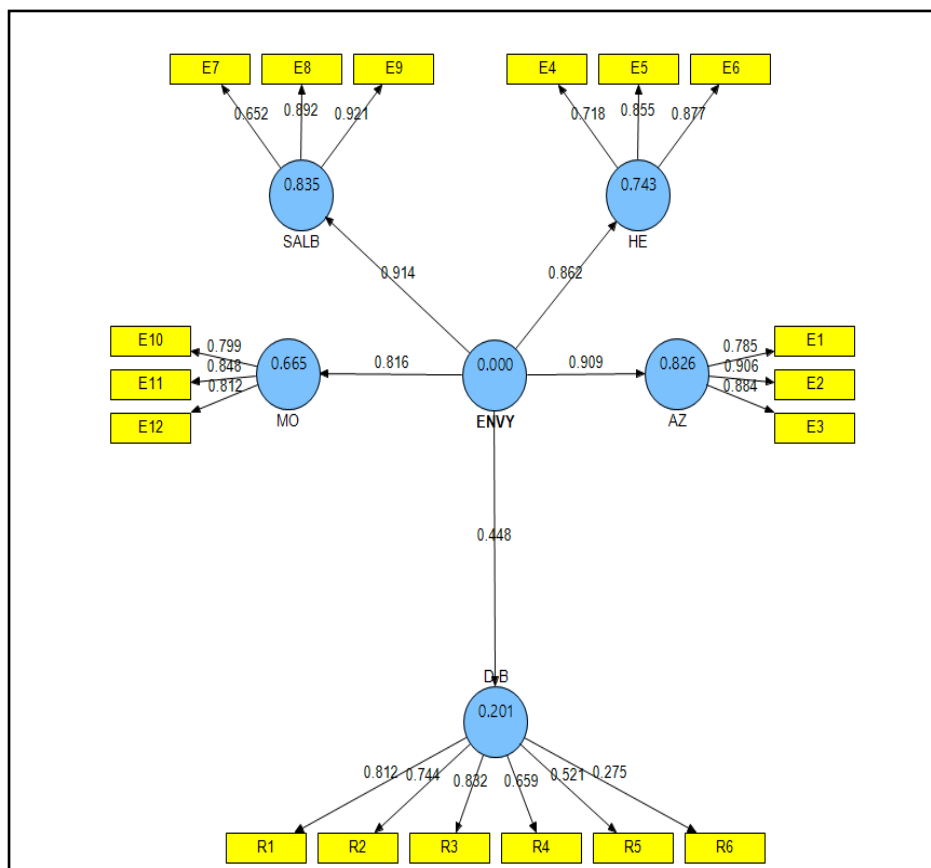 E7 E8 E9 E4 E5 E6
0.652 0.892 0.921 0.718 0.855 0.877
0.835 0.743
SALB HE
0.914 0.862
E10 0.799 0.785 E1
E11 0.848 0.665 0.816 0.000 0.909 0.826 0.906 E2
E12 0.812 0.884 E3
MO ENVY AZ
0.448
D.B
0.201
0.812 0.744 0.832 0.659 0.521 0.275
R1 R2 R3 R4 R5 R6